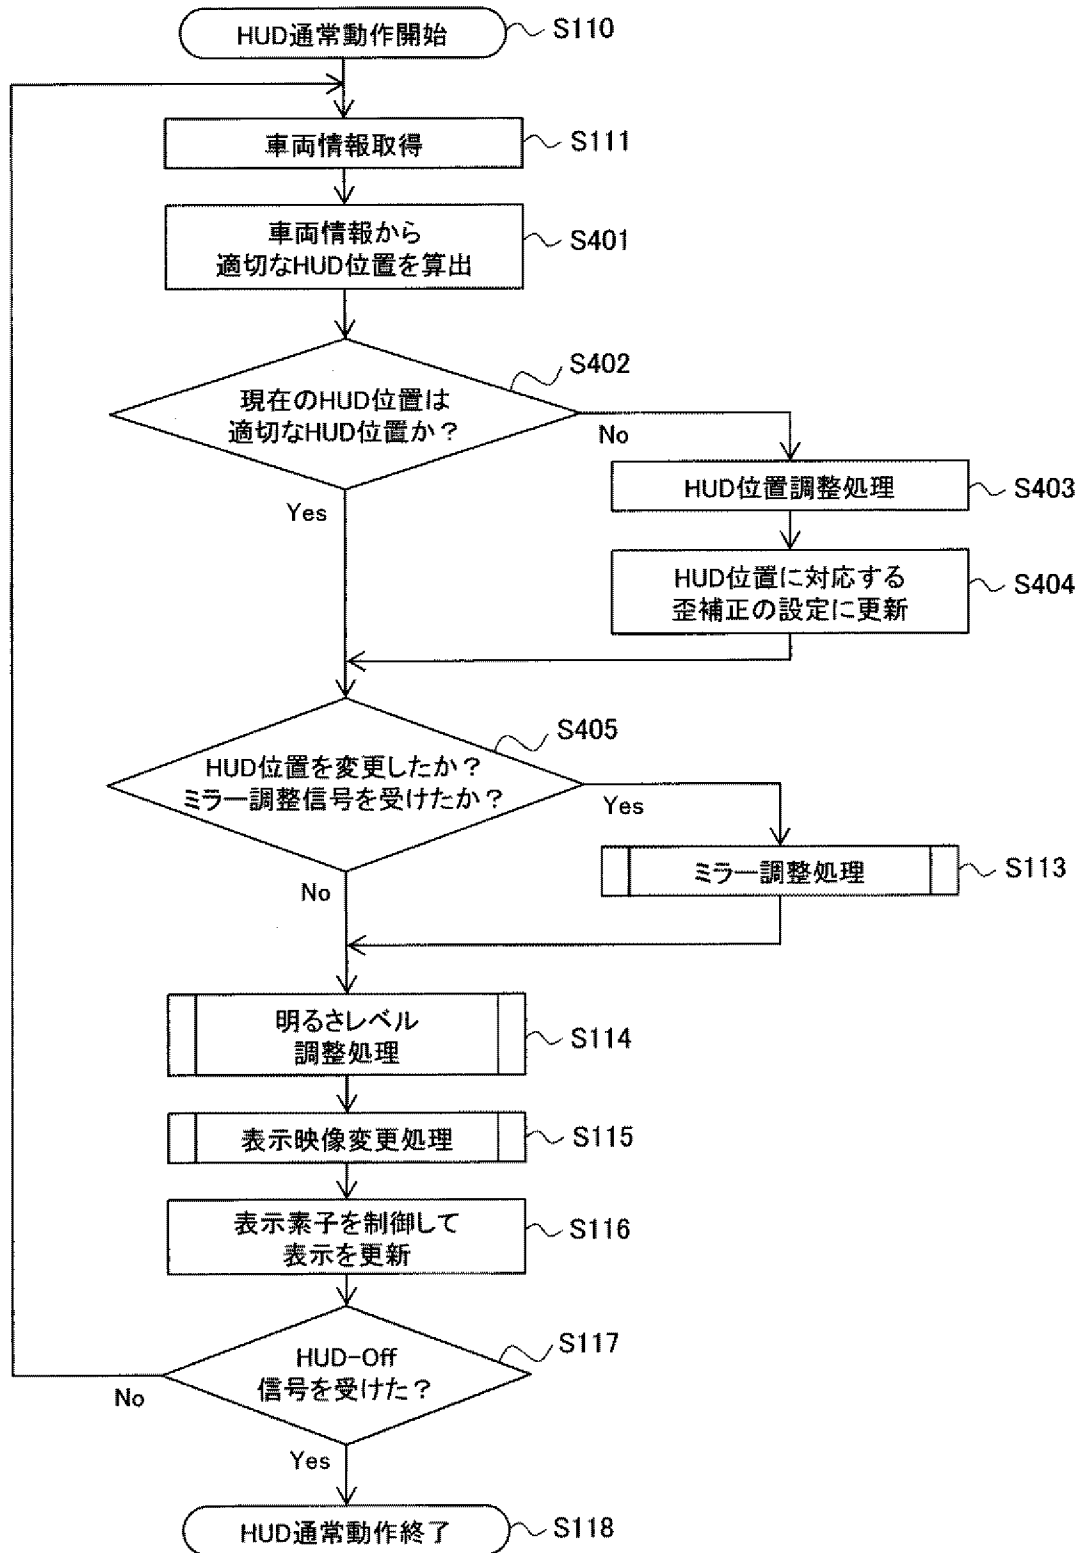 HUD通常動作開始
S110
車両情報取得
S111
車両情報から
適切なHUD位置を算出
S401
現在のHUD位置は
適切なHUD位置か？
S402
No
Yes
HUD位置調整処理
S403
HUD位置に対応する
歪補正の設定に更新
S404
HUD位置を変更したか？
ミラー調整信号を受けたか？
S405
Yes
No
ミラー調整処理
S113
明るさレベル
調整処理
S114
表示映像変更処理
S115
表示素子を制御して
表示を更新
S116
HUD-Off
信号を受けた？
S117
No
Yes
HUD通常動作終了
S118